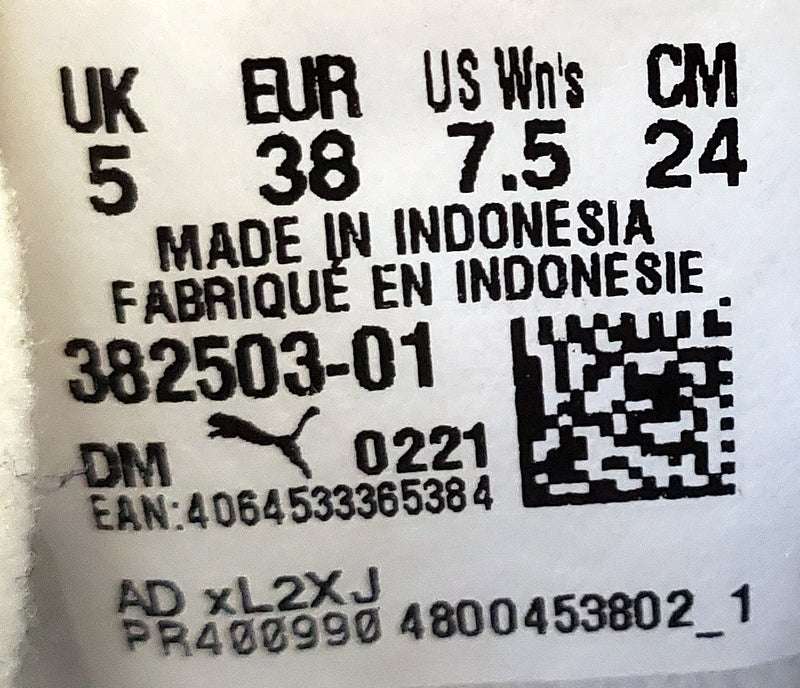 UK EUR US Wn's CM
5 38 7.5 24
MADE IN INDONESIA
FABRIQUÉ EN INDONESIE
382503-01
DM 0221
EAN:4064533365384
AD xL2XJ
PR400990 4800453802_1